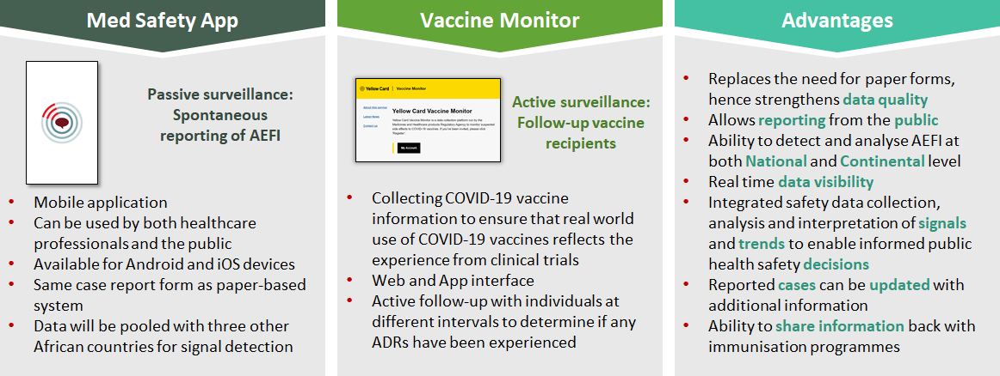 Med Safety App
Passive surveillance:
Spontaneous
reporting of AEFI
• Mobile application
• Can be used by both healthcare
professionals and the public
• Available for Android and iOS devices
• Same case report form as paper-based
system
• Data will be pooled with three other
African countries for signal detection
Vaccine Monitor
Yellow Card | Vaccine Monitor
About this service
Latest News
Contact us
Yellow Card Vaccine Monitor
Yellow Card Vaccine Monitor is a data collection platform run by the
Medicines and Healthcare products Regulatory Agency to monitor suspected
side effects to COVID-19 vaccines. If you've been invited, please click
'Register'.
My Account
Active surveillance:
Follow-up vaccine
recipients
• Collecting COVID-19 vaccine
information to ensure that real world
use of COVID-19 vaccines reflects the
experience from clinical trials
• Web and App interface
• Active follow-up with individuals at
different intervals to determine if any
ADRs have been experienced
Advantages
• Replaces the need for paper forms,
hence strengthens data quality
• Allows reporting from the public
• Ability to detect and analyse AEFI at
both National and Continental level
• Real time data visibility
• Integrated safety data collection,
analysis and interpretation of signals
and trends to enable informed public
health safety decisions
• Reported cases can be updated with
additional information
• Ability to share information back with
immunisation programmes